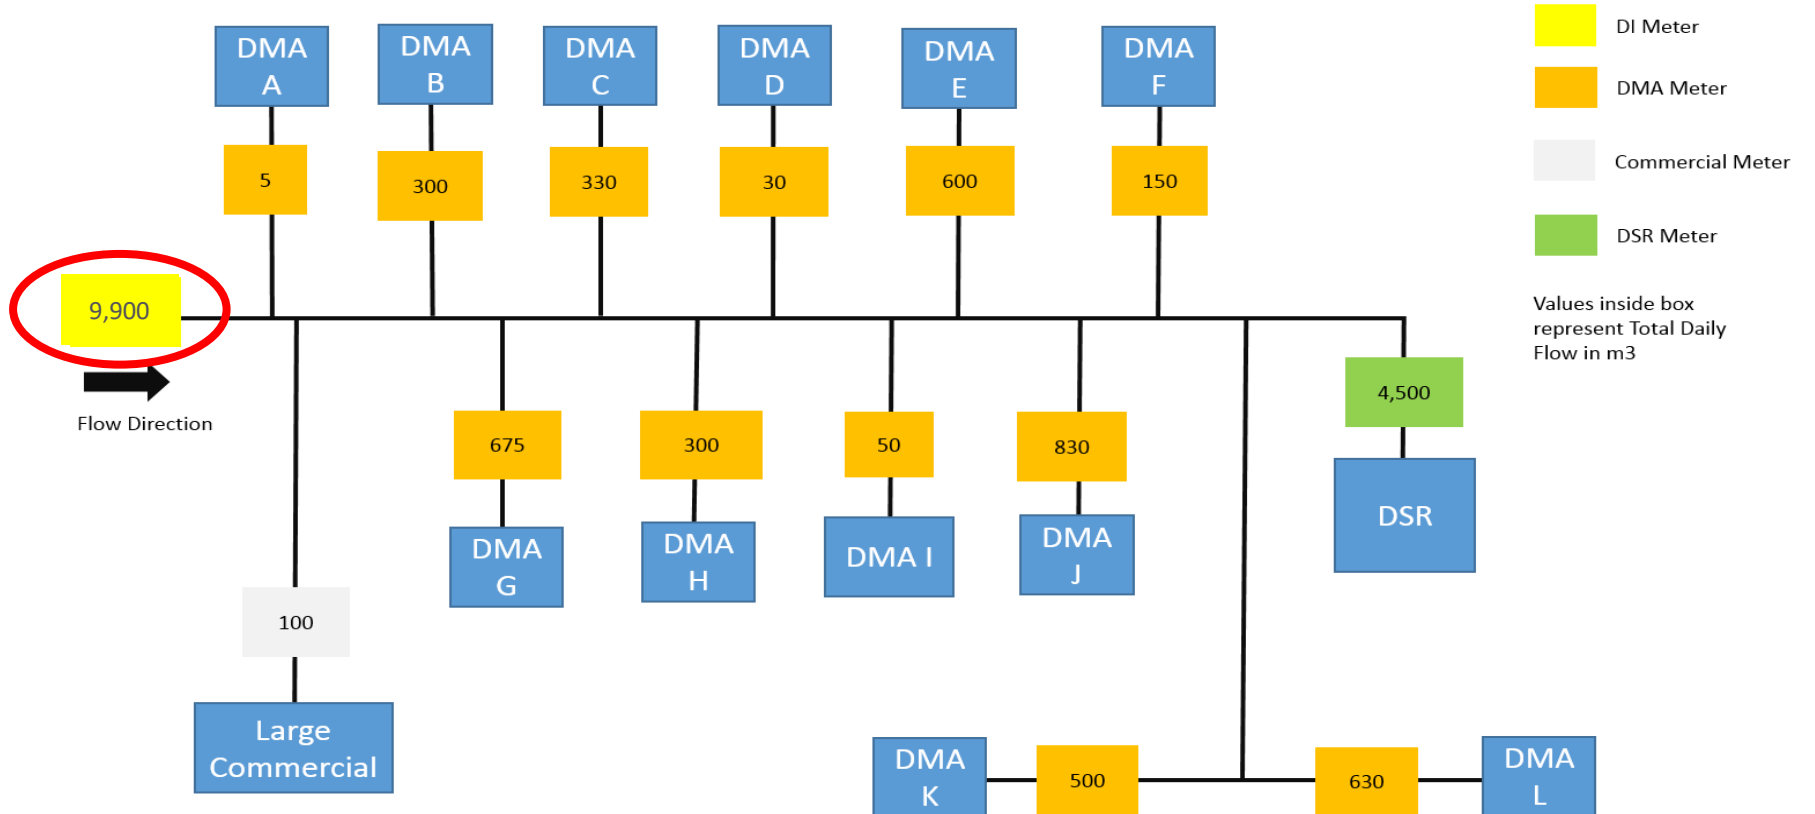 DMA
A
DMA
B
DMA
C
DMA
D
DMA
E
DMA
F
5
300
330
30
600
150
9,900
Flow Direction
675
300
50
830
4,500
DMA
G
DMA
H
DMA I
DMA
J
DSR
100
Large
Commercial
DMA
K
500
630
DMA
L
DI Meter
DMA Meter
Commercial Meter
DSR Meter
Values inside box
represent Total Daily
Flow in m3